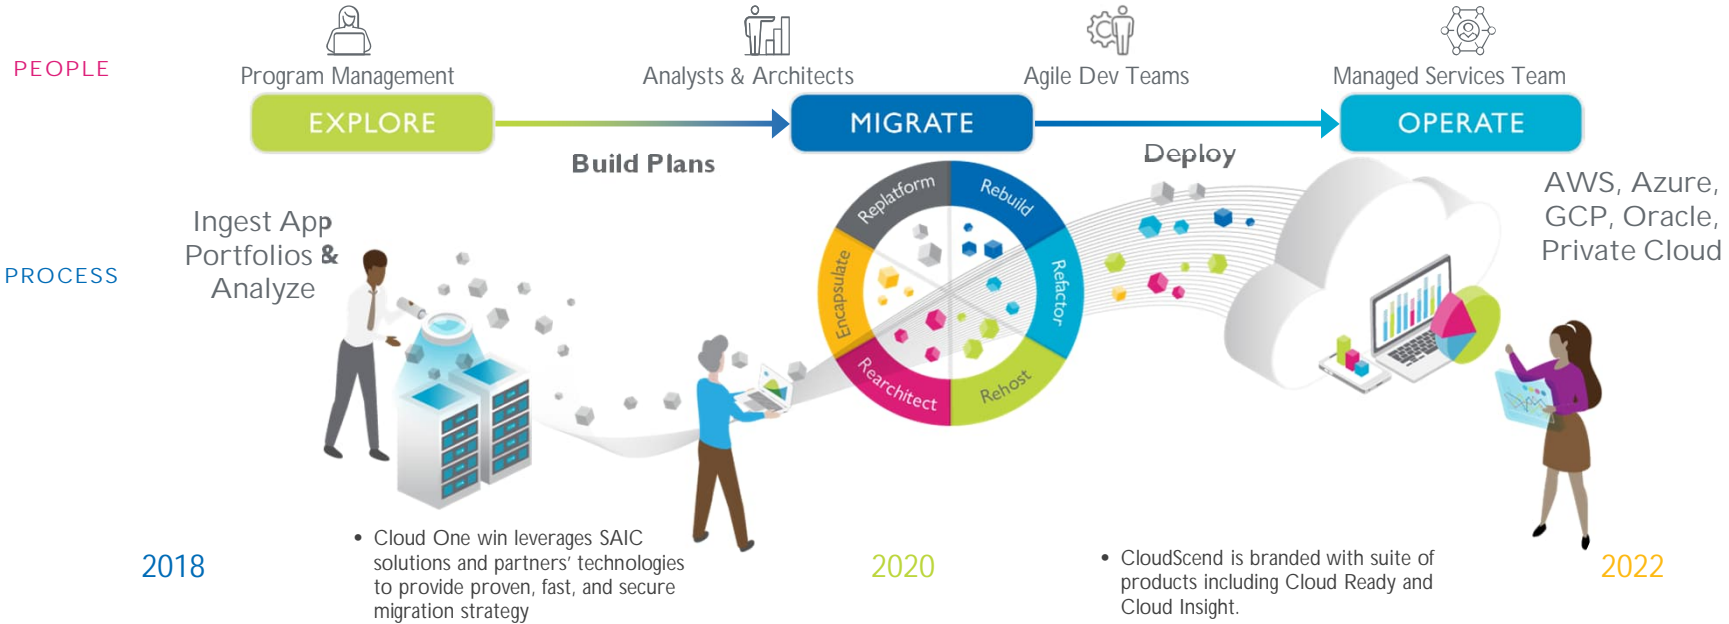 PEOPLE
Program Management
Analysts & Architects
Agile Dev Teams
Managed Services Team
EXPLORE
MIGRATE
OPERATE
Build Plans
Deploy
PROCESS
Ingest App
Portfolios &
Analyze
Replatform
Rebuild
Encapsulate
Refactor
Rearchitect
Rehost
AWS, Azure,
GCP, Oracle,
Private Cloud
2018
• Cloud One win leverages SAIC
solutions and partners' technologies
to provide proven, fast, and secure
migration strategy
2020
• CloudScend is branded with suite of
products including Cloud Ready and
Cloud Insight.
2022